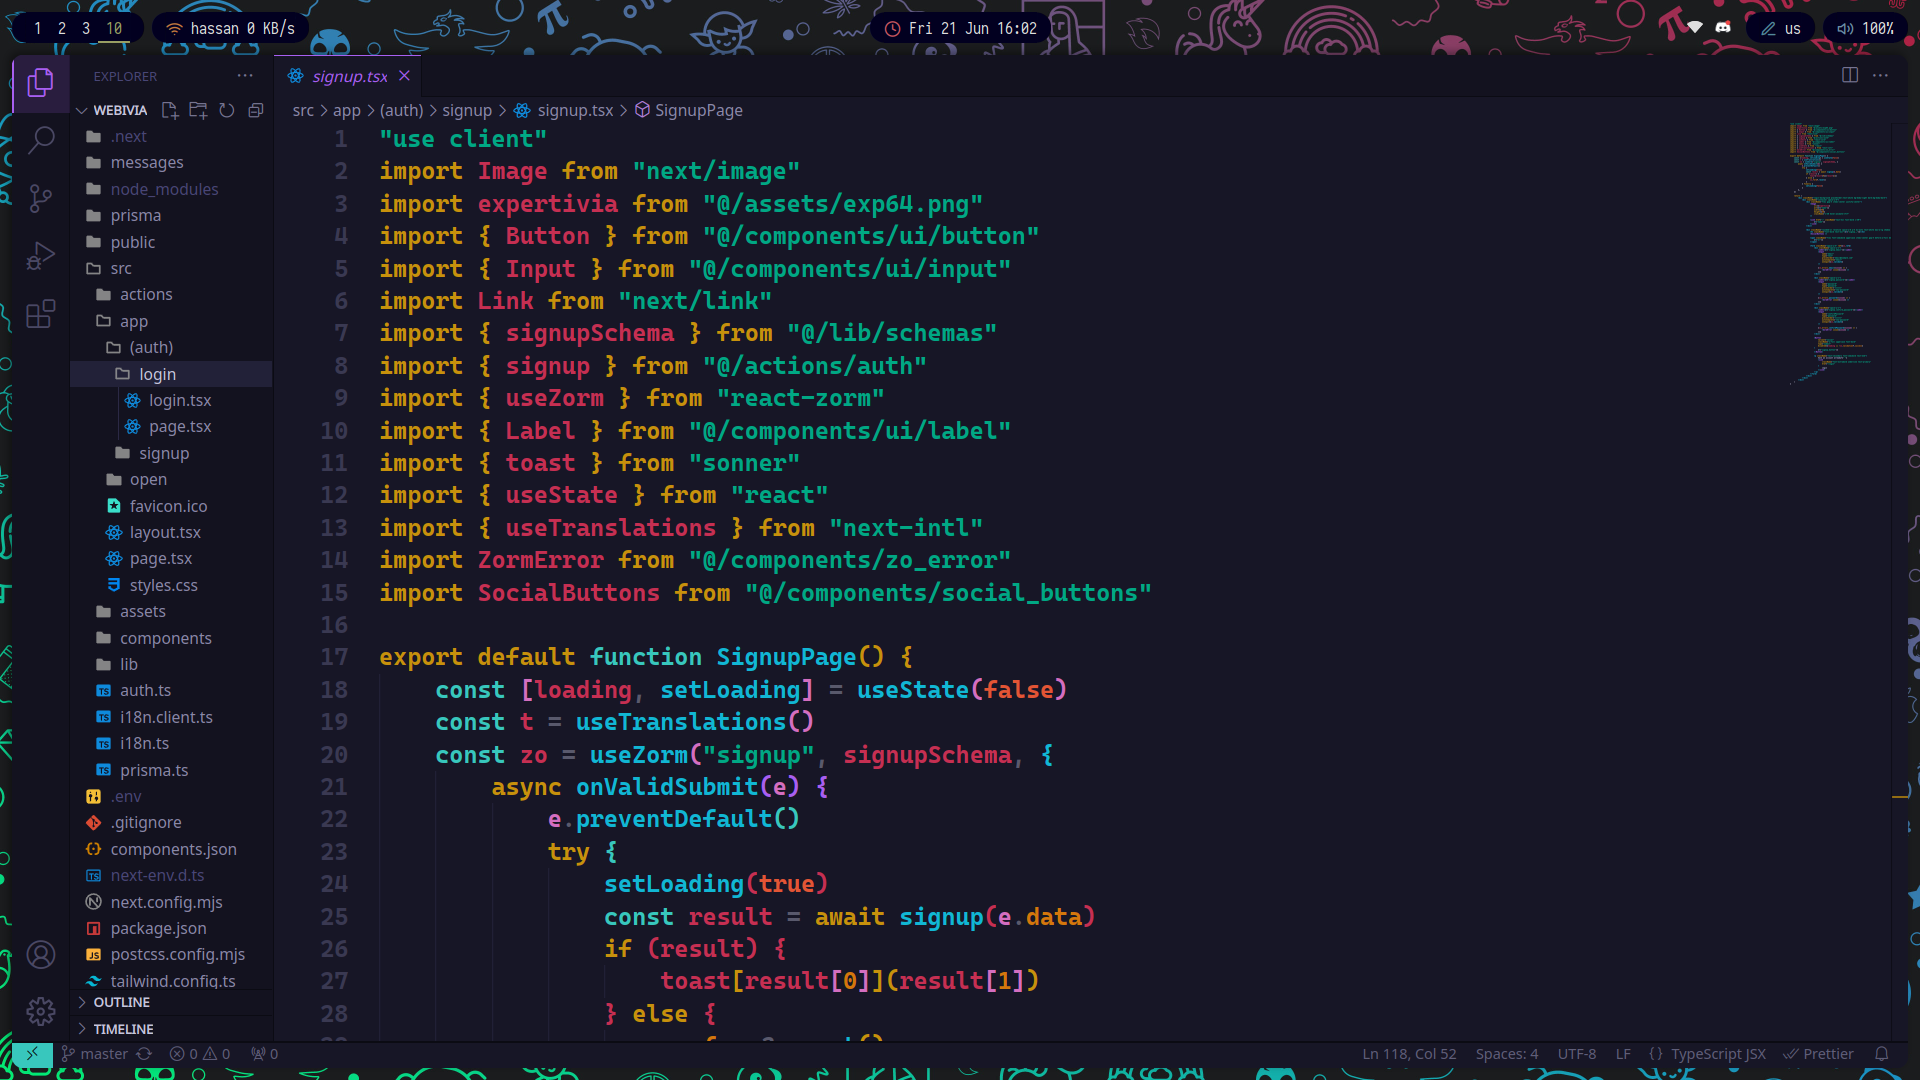 1 2 3 10
hassan 0 KB/s
Fri 21 Jun 16:02
us
100%
EXPLORER
signup.tsx
WEBIVIA
src > app > (auth) > signup > signup.tsx > SignupPage
.next
messages
node_modules
prisma
public
src
actions
app
(auth)
login
login.tsx
page.tsx
signup
open
favicon.ico
layout.tsx
page.tsx
styles.css
assets
components
lib
auth.ts
i18n.client.ts
i18n.ts
prisma.ts
.env
.gitignore
components.json
next-env.d.ts
next.config.mjs
package.json
postcss.config.mjs
tailwind.config.ts
OUTLINE
TIMELINE
1 "use client"
2 import Image from "next/image"
3 import expertivia from "@/assets/exp64.png"
4 import { Button } from "@/components/ui/button"
5 import { Input } from "@/components/ui/input"
6 import Link from "next/link"
7 import { signupSchema } from "@/lib/schemas"
8 import { signup } from "@/actions/auth"
9 import { useZorm } from "react-zorm"
10 import { Label } from "@/components/ui/label"
11 import { toast } from "sonner"
12 import { useState } from "react"
13 import { useTranslations } from "next-intl"
14 import ZormError from "@/components/zo_error"
15 import SocialButtons from "@/components/social_buttons"
16
17 export default function SignupPage() {
18 const [loading, setLoading] = useState(false)
19 const t = useTranslations()
20 const zo = useZorm("signup", signupSchema, {
21 async onValidSubmit(e) {
22 e.preventDefault()
23 try {
24 setLoading(true)
25 const result = await signup(e.data)
26 if (result) {
27 toast[result[0]](result[1])
28 } else {
master
0 0
0
Ln 118, Col 52
Spaces: 4
UTF-8
LF
{ } TypeScript JSX
Prettier